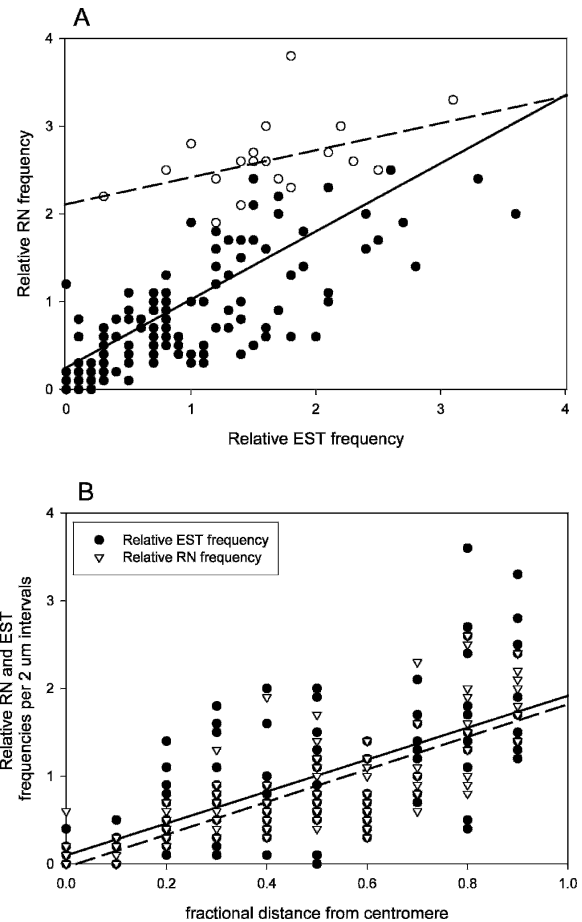 A
4
3
2
1
0
Relative RN frequency
0 1 2 3 4
Relative EST frequency
B
4
3
2
1
0
Relative RN and EST
frequencies per 2 um intervals
Relative EST frequency
Relative RN frequency
0.0 0.2 0.4 0.6 0.8 1.0
fractional distance from centromere